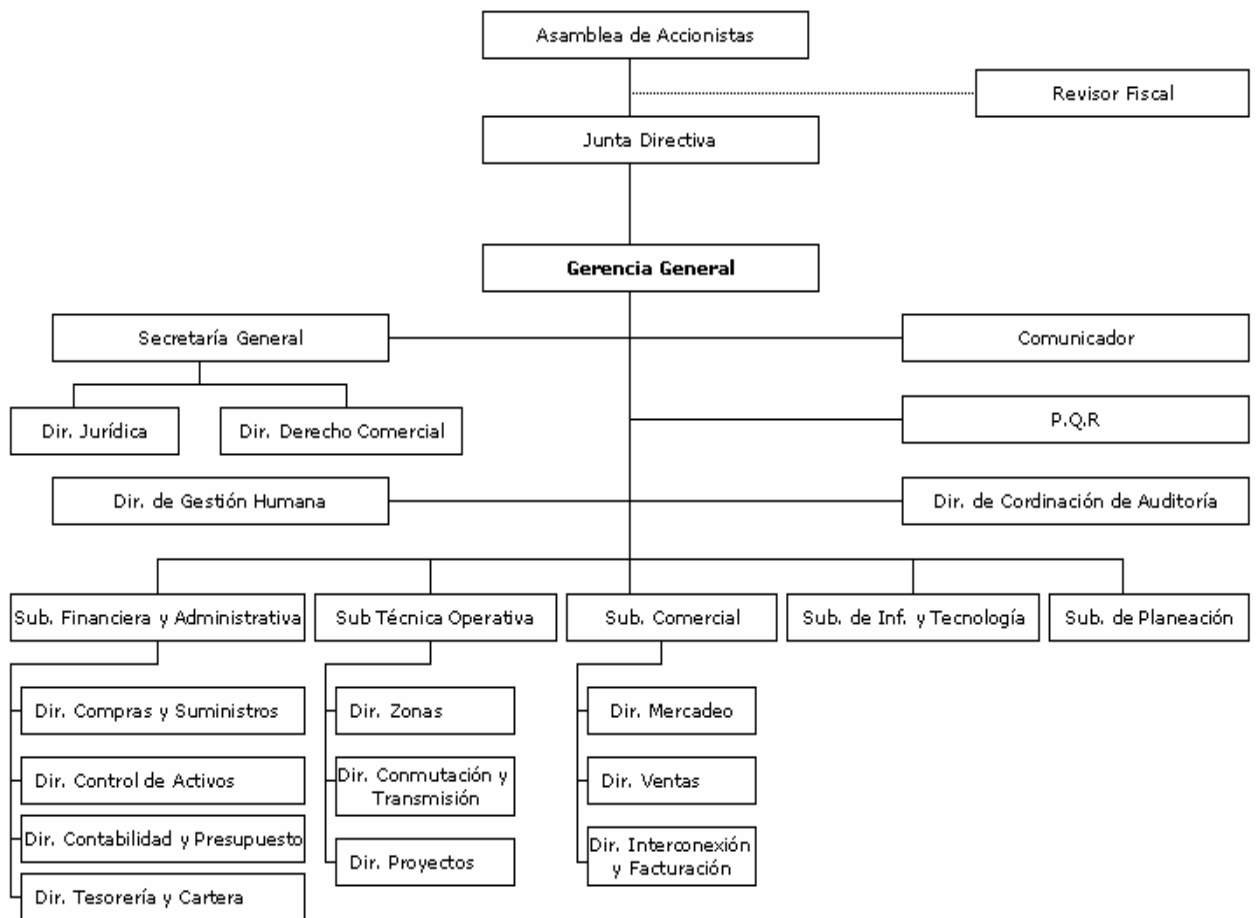 Asamblea de Accionistas
Revisor Fiscal
Junta Directiva
Gerencia General
Secretaría General
Comunicador
Dir. Jurídica
Dir. Derecho Comercial
P.Q.R
Dir. de Gestión Humana
Dir. de Cordinación de Auditoría
Sub. Financiera y Administrativa
Sub Técnica Operativa
Sub. Comercial
Sub. de Inf. y Tecnología
Sub. de Planeación
Dir. Compras y Suministros
Dir. Control de Activos
Dir. Contabilidad y Presupuesto
Dir. Tesorería y Cartera
Dir. Zonas
Dir. Conmutación y
Transmisión
Dir. Proyectos
Dir. Mercadeo
Dir. Ventas
Dir. Interconexión
y Facturación